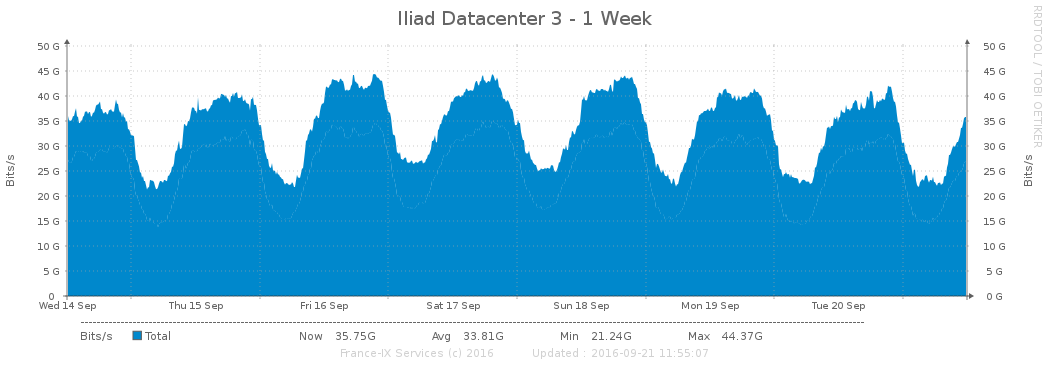 Iliad Datacenter 3 - 1 Week
RRDTOOL / TOBI OETIKER
Bits/s
50 G 50 G
45 G 45 G
40 G 40 G
35 G 35 G
30 G 30 G
25 G 25 G
20 G 20 G
15 G 15 G
10 G 10 G
5 G 5 G
0 0 G
Bits/s
Wed 14 Sep Thu 15 Sep Fri 16 Sep Sat 17 Sep Sun 18 Sep Mon 19 Sep Tue 20 Sep
Bits/s Total Now 35.75G Avg 33.81G Min 21.24G Max 44.37G
France-IX Services (c) 2016 Updated : 2016-09-21 11:55:07